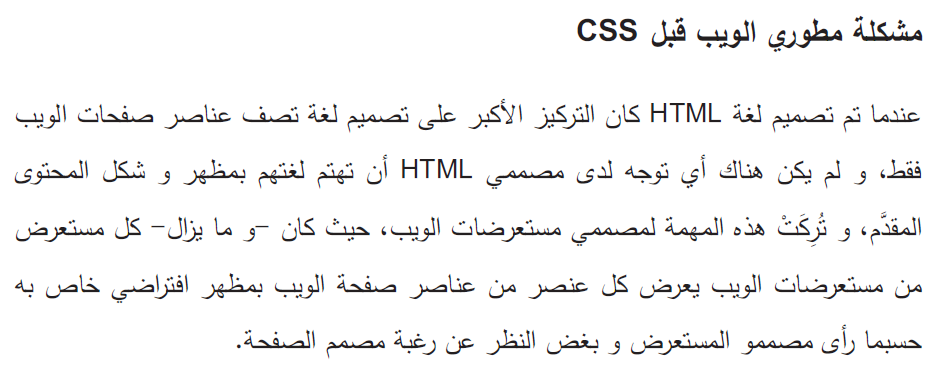 مشكلة مطوري الويب قبل CSS
عندما تم تصميم لغة HTML كان التركيز الأكبر على تصميم لغة تصف عناصر صفحات الويب
فقط، و لم يكن هناك أي توجه لدى مصممي HTML أن تهتم لغتهم بمظهر و شكل المحتوى
المقدَّم، و تُرِكَتْ هذه المهمة لمصممي مستعرضات الويب، حيث كان –و ما يزال– كل مستعرض
من مستعرضات الويب يعرض كل عنصر من عناصر صفحة الويب بمظهر افتراضي خاص به
حسبما رأى مصممو المستعرض و بغض النظر عن رغبة مصمم الصفحة.